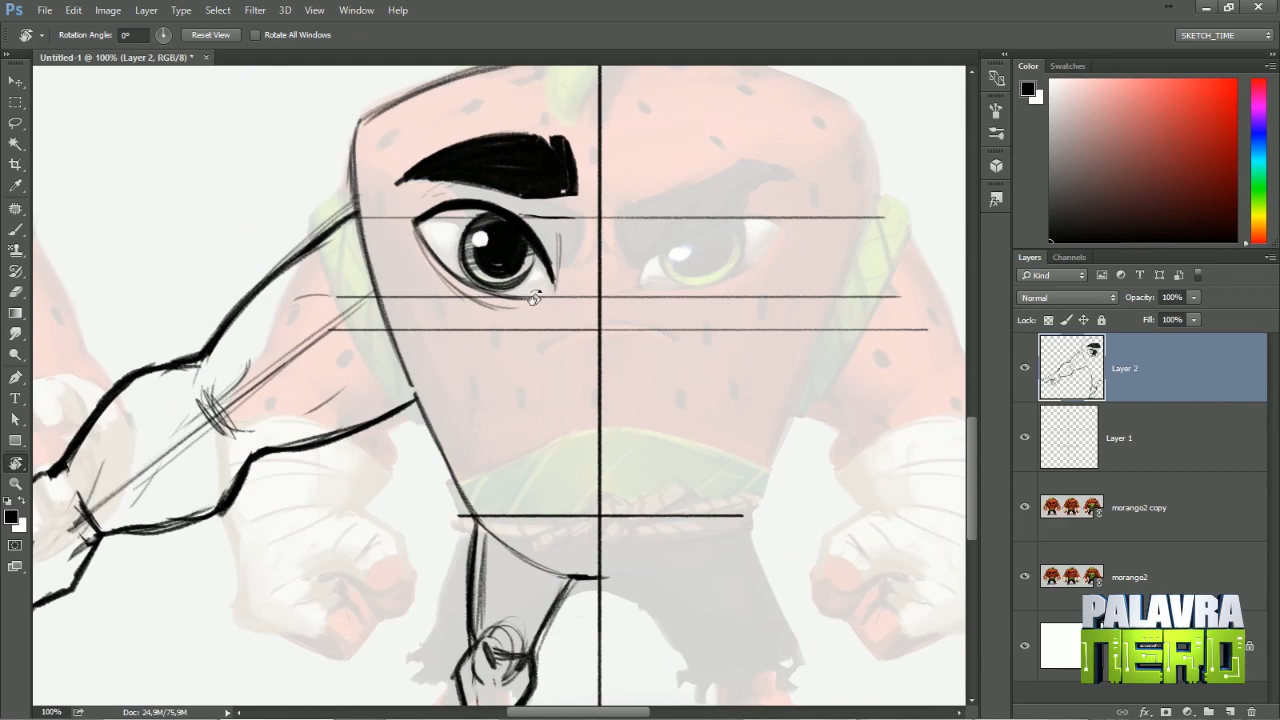 Ps File Edit Image Layer Type Select Filter 3D View Window Help
Rotation Angle: 0° Reset View Rotate All Windows SKETCH_TIME
Untitled-1 @ 100% (Layer 2, RGB/8) * ×
Color Swatches
Layers Channels
Kind
Normal Opacity: 100%
Lock: Fill: 100%
Layer 2
Layer 1
morango2 copy
morango2
PALAVRA
NERD
100% Doc: 24,9M/75,9M